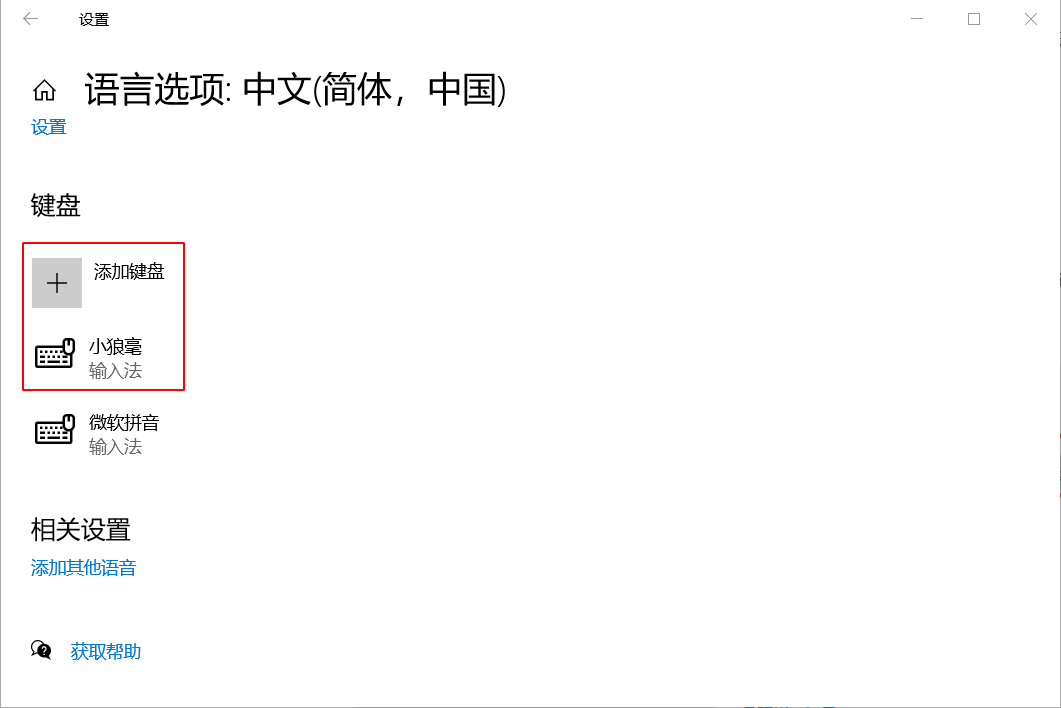 设置
语言选项: 中文(简体，中国)
设置
键盘
添加键盘
小狼毫
输入法
微软拼音
输入法
相关设置
添加其他语音
获取帮助